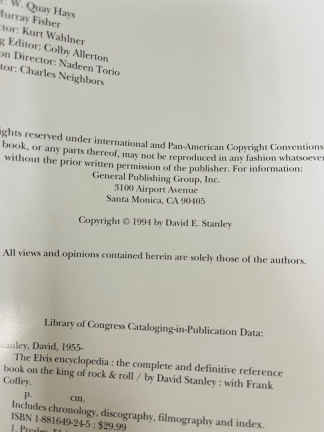 W. Quay Hays
Murray Fisher
Kurt Wahlner
Editor: Colby Allerton
Director: Nadeen Torio
Charles Neighbors
rights reserved under international and Pan-American Copyright Conventions
book, or any parts thereof, may not be reproduced in any fashion whatsoever
without the prior written permission of the publisher. For information:
General Publishing Group, Inc.
3100 Airport Avenue
Santa Monica, CA 90405
Copyright © 1994 by David E. Stanley
All views and opinions contained herein are solely those of the authors.
Library of Congress Cataloging-in-Publication Data:
Stanley, David, 1955-
The Elvis encyclopedia : the complete and definitive reference
book on the king of rock & roll / by David Stanley : with Frank
Coffey.
p. cm.
Includes chronology, discography, filmography and index.
ISBN 1-881649-24-5 : $29.99
1. Presley,